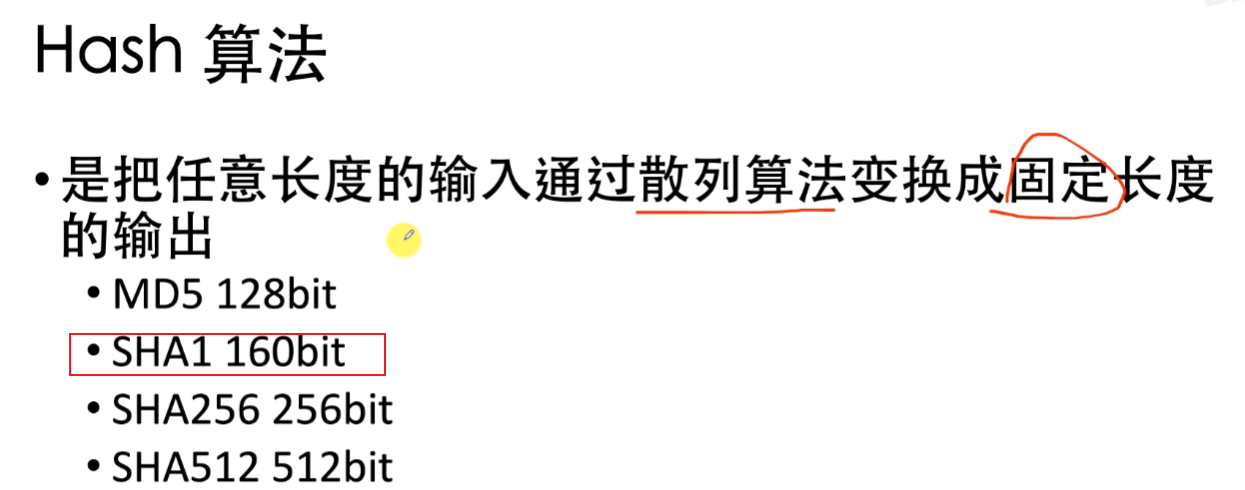 Hash 算法
• 是把任意长度的输入通过散列算法变换成固定长度
的输出
• MD5 128bit
• SHA1 160bit
• SHA256 256bit
• SHA512 512bit